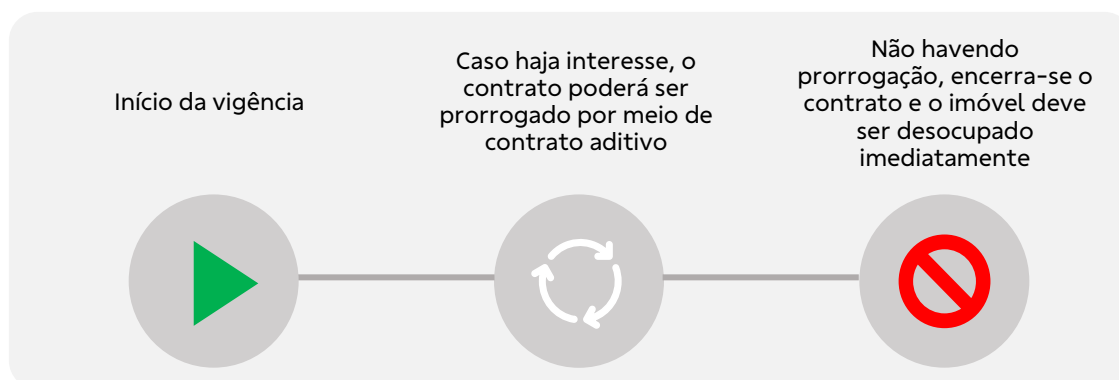 Início da vigência
Caso haja interesse, o
contrato poderá ser
prorrogado por meio de
contrato aditivo
Não havendo
prorrogação, encerra-se o
contrato e o imóvel deve
ser desocupado
imediatamente